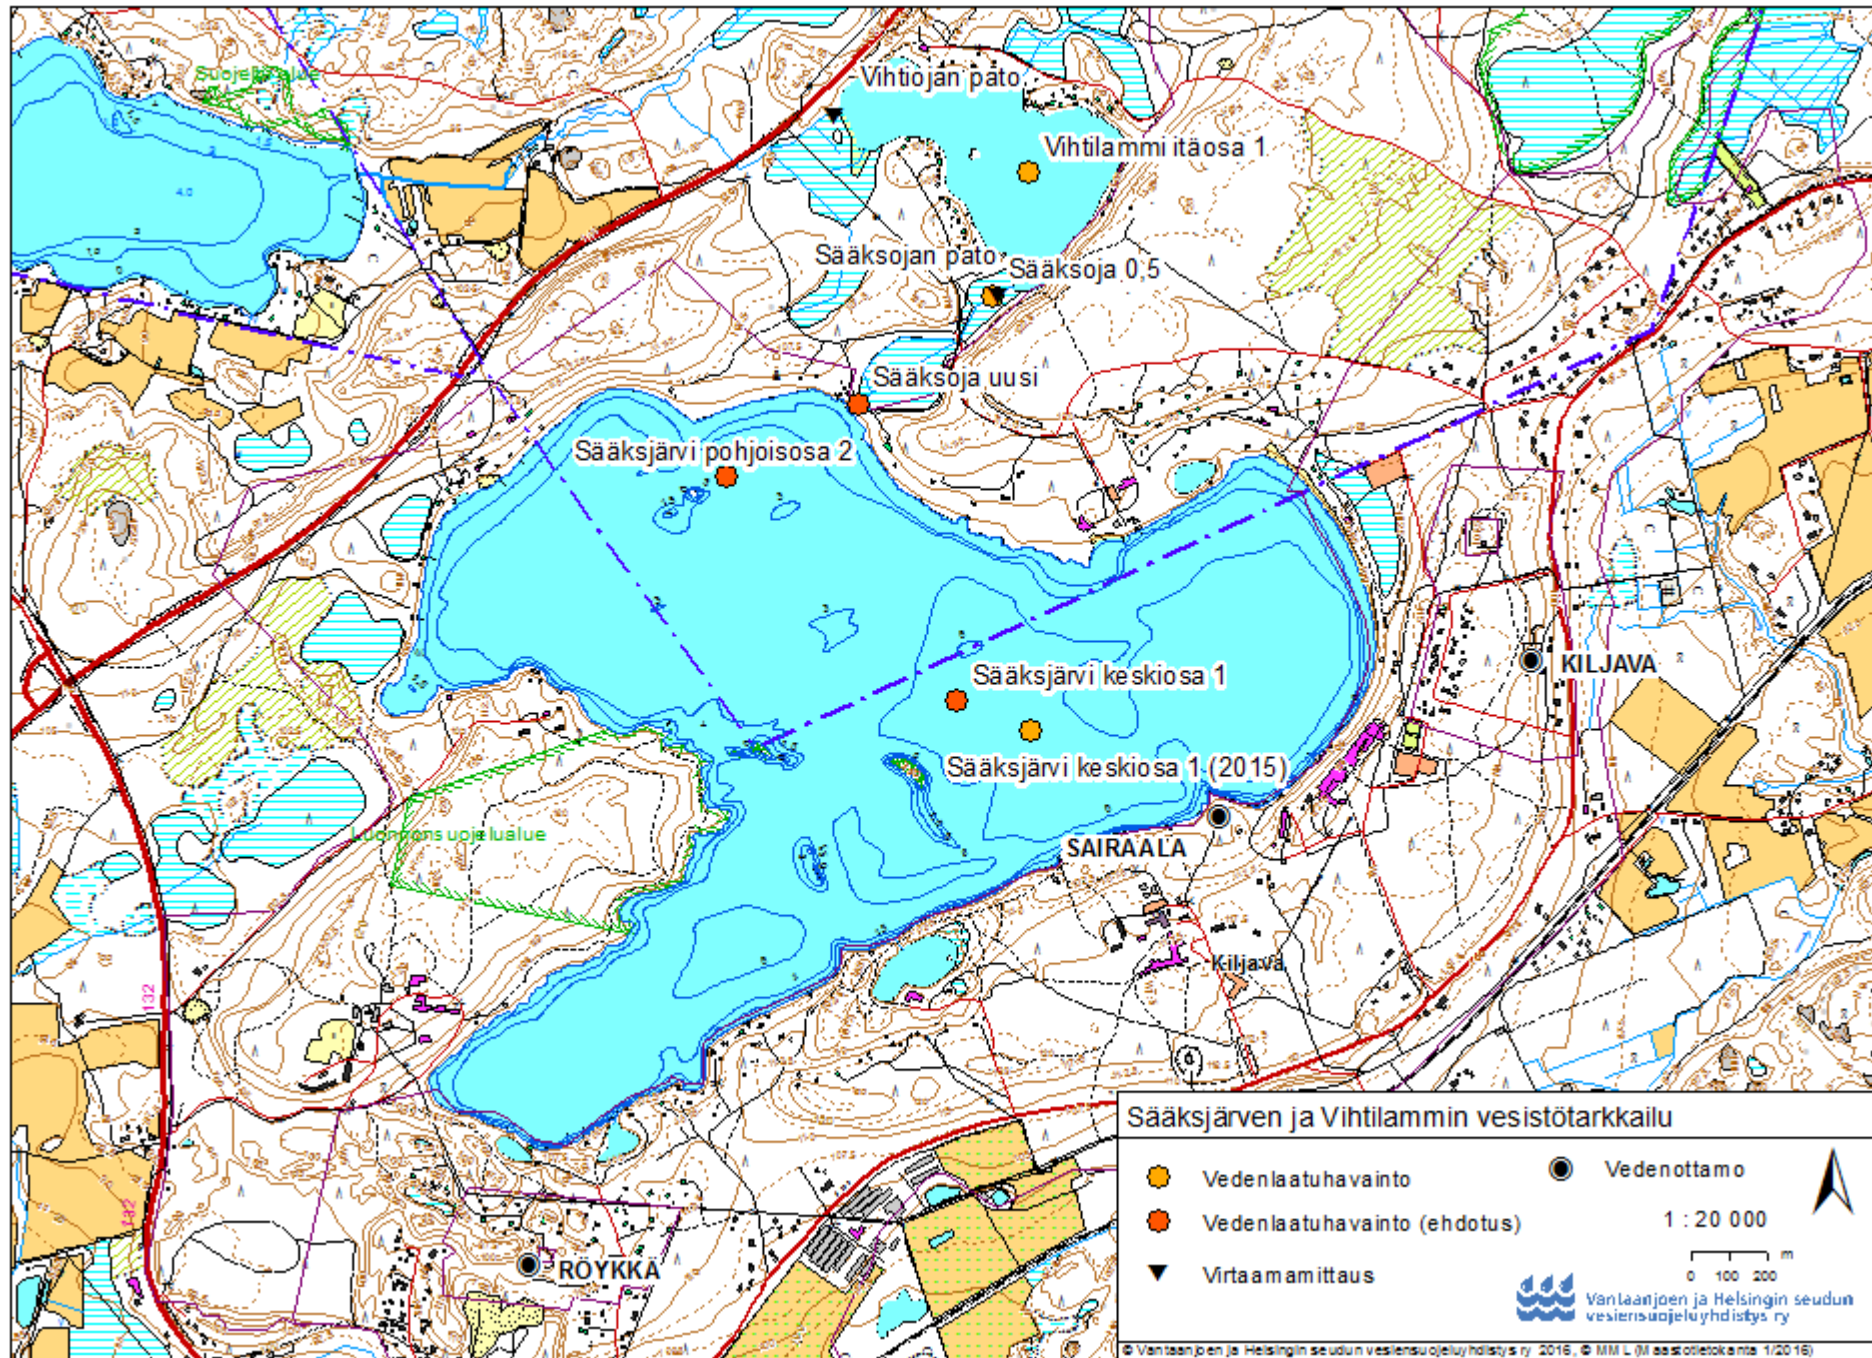 Suojelualue
Vihtiojan pato
Vihtilammi itäosa 1
Sääksojan pato
Sääksoja 0,5
Sääksoja uusi
Sääksjärvi pohjoisosa 2
Sääksjärvi keskiosa 1
KILJAVA
Sääksjärvi keskiosa 1 (2015)
Luonnonsuojelualue
SAIRAALA
Kiljava
132
132
RÖYKKÄ
Sääksjärven ja Vihtilammin vesistötarkkailu
Vedenlaatuhavainto
Vedenottamo
Vedenlaatuhavainto (ehdotus)
1 : 20 000
m
Virtaamamittaus
0 100 200
Vantaanjoen ja Helsingin seudun
vesiensuojeluyhdistys ry
© Vantaanjoen ja Helsingin seudun vesiensuojeluyhdistys ry 2016, © MML (Maastotietokanta 1/2016)